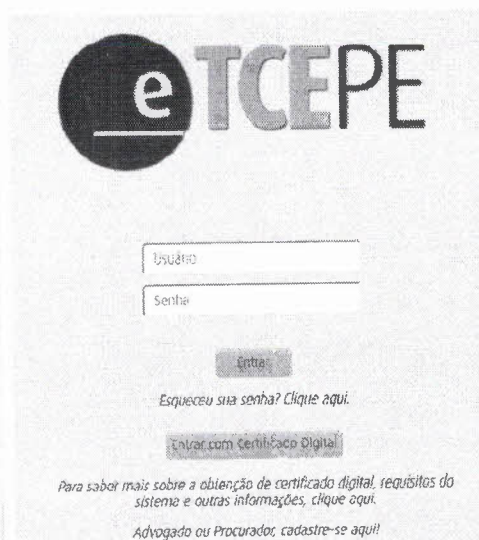 e TCEPE
Usuário
Senha
Entrar
Esqueceu sua senha? Clique aqui.
Entrar com Certificado Digital
Para saber mais sobre a obtenção de certificado digital, requisitos do
sistema e outras informações, clique aqui.
Advogado ou Procurador, cadastre-se aqui!